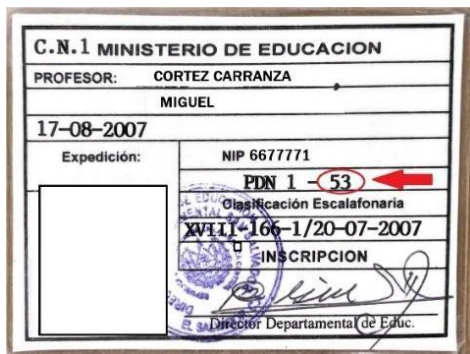 C.N.1 MINISTERIO DE EDUCACION
PROFESOR: CORTEZ CARRANZA
MIGUEL
17-08-2007
Expedición:
NIP 6677771
PDN 1 - 53
Clasificación Escalafonaria
XVIII-166-1/20-07-2007
INSCRIPCION
Director Departamental de Educ.